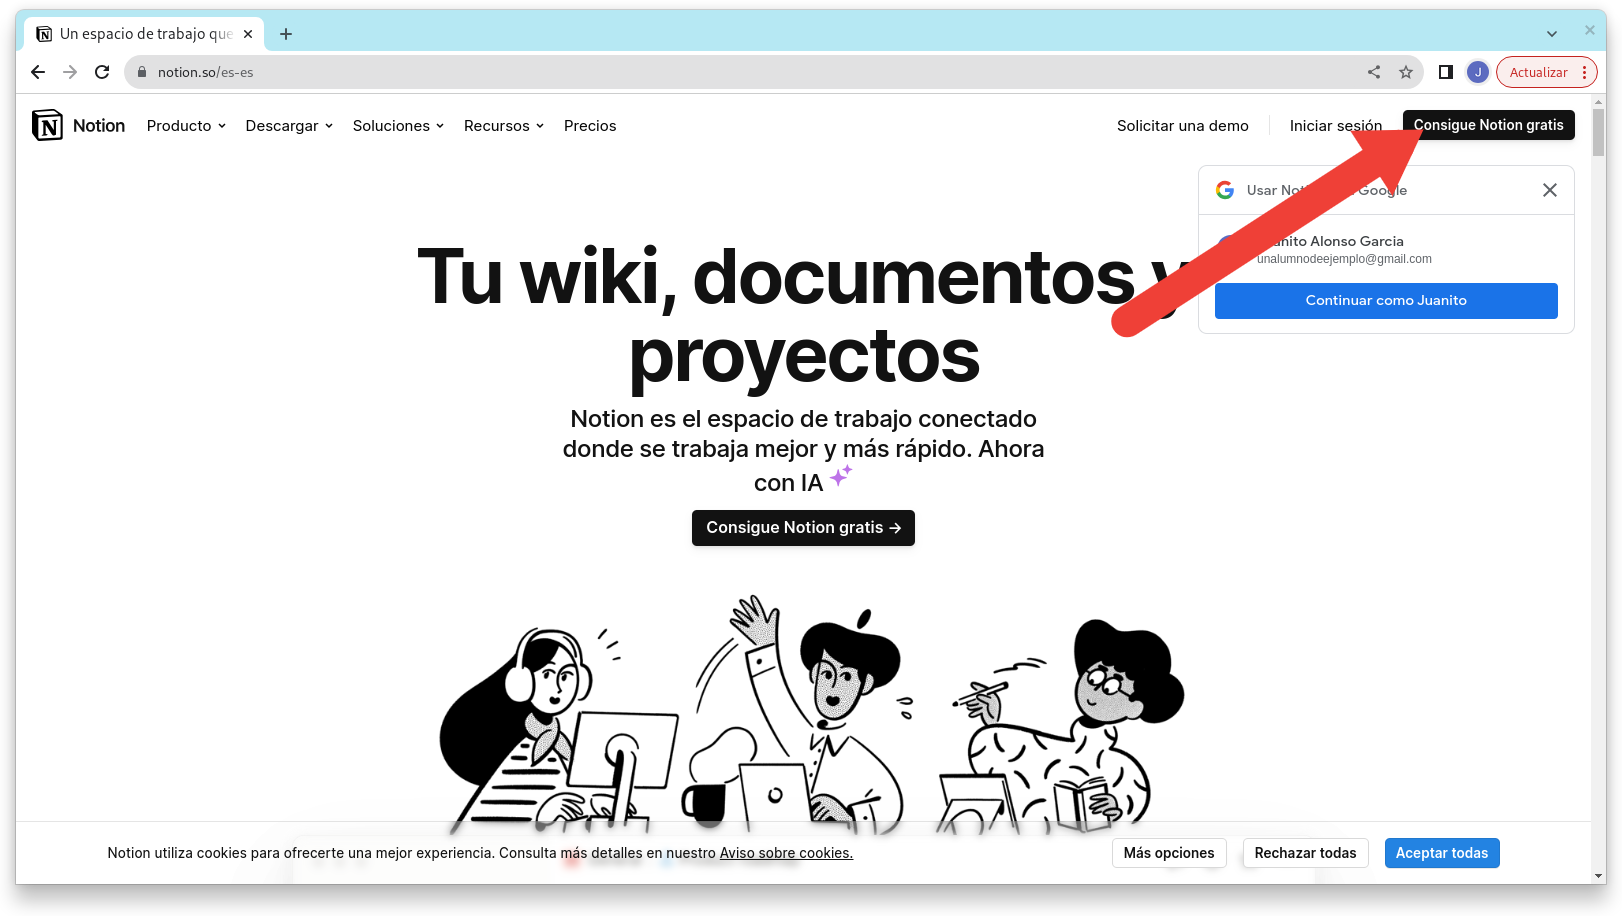 Un espacio de trabajo que
notion.so/es-es
J
Actualizar
Notion
Producto
Descargar
Soluciones
Recursos
Precios
Solicitar una demo
Iniciar sesión
Consigue Notion gratis
Usar Google
Alonso Garcia
unalumnodeejemplo@gmail.com
Continuar como Juanito
Tu wiki, documentos y
proyectos
Notion es el espacio de trabajo conectado
donde se trabaja mejor y más rápido. Ahora
con IA
Consigue Notion gratis →
Notion utiliza cookies para ofrecerte una mejor experiencia. Consulta más detalles en nuestro Aviso sobre cookies.
Más opciones
Rechazar todas
Aceptar todas